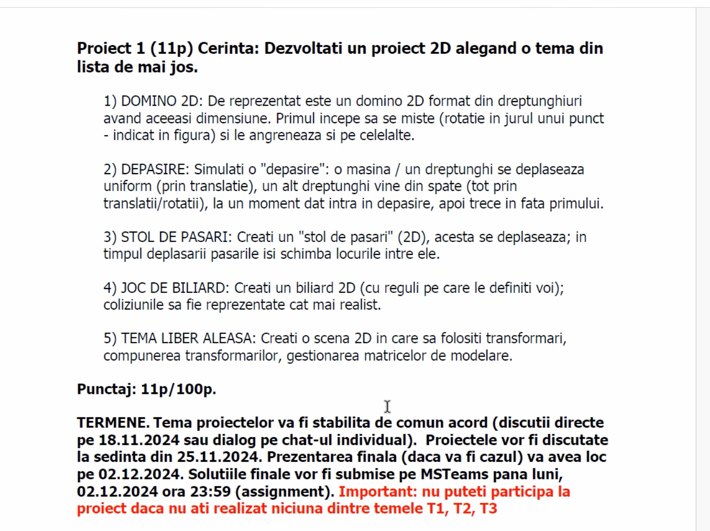 Proiect 1 (11p) Cerinta: Dezvoltati un proiect 2D alegand o tema din
lista de mai jos.
1) DOMINO 2D: De reprezentat este un domino 2D format din dreptunghiuri
avand aceeasi dimensiune. Primul incepe sa se miste (rotatie in jurul unui punct
- indicat in figura) si le angreneaza si pe celelalte.
2) DEPASIRE: Simulati o "depasire": o masina / un dreptunghi se deplaseaza
uniform (prin translatie), un alt dreptunghi vine din spate (tot prin
translatii/rotatii), la un moment dat intra in depasire, apoi trece in fata primului.
3) STOL DE PASARI: Creati un "stol de pasari" (2D), acesta se deplaseaza; in
timpul deplasarii pasarile isi schimba locurile intre ele.
4) JOC DE BILIARD: Creati un biliard 2D (cu reguli pe care le definiti voi);
coliziunile sa fie reprezentate cat mai realist.
5) TEMA LIBER ALEASA: Creati o scena 2D in care sa folositi transformari,
compunerea transformarilor, gestionarea matricelor de modelare.
Punctaj: 11p/100p.
TERMENE. Tema proiectelor va fi stabilita de comun acord (discutii directe
pe 18.11.2024 sau dialog pe chat-ul individual).  Proiectele vor fi discutate
la sedinta din 25.11.2024. Prezentarea finala (daca va fi cazul) va avea loc
pe 02.12.2024. Solutiile finale vor fi submise pe MSTeams pana luni,
02.12.2024 ora 23:59 (assignment). Important: nu puteti participa la
proiect daca nu ati realizat niciuna dintre temele T1, T2, T3